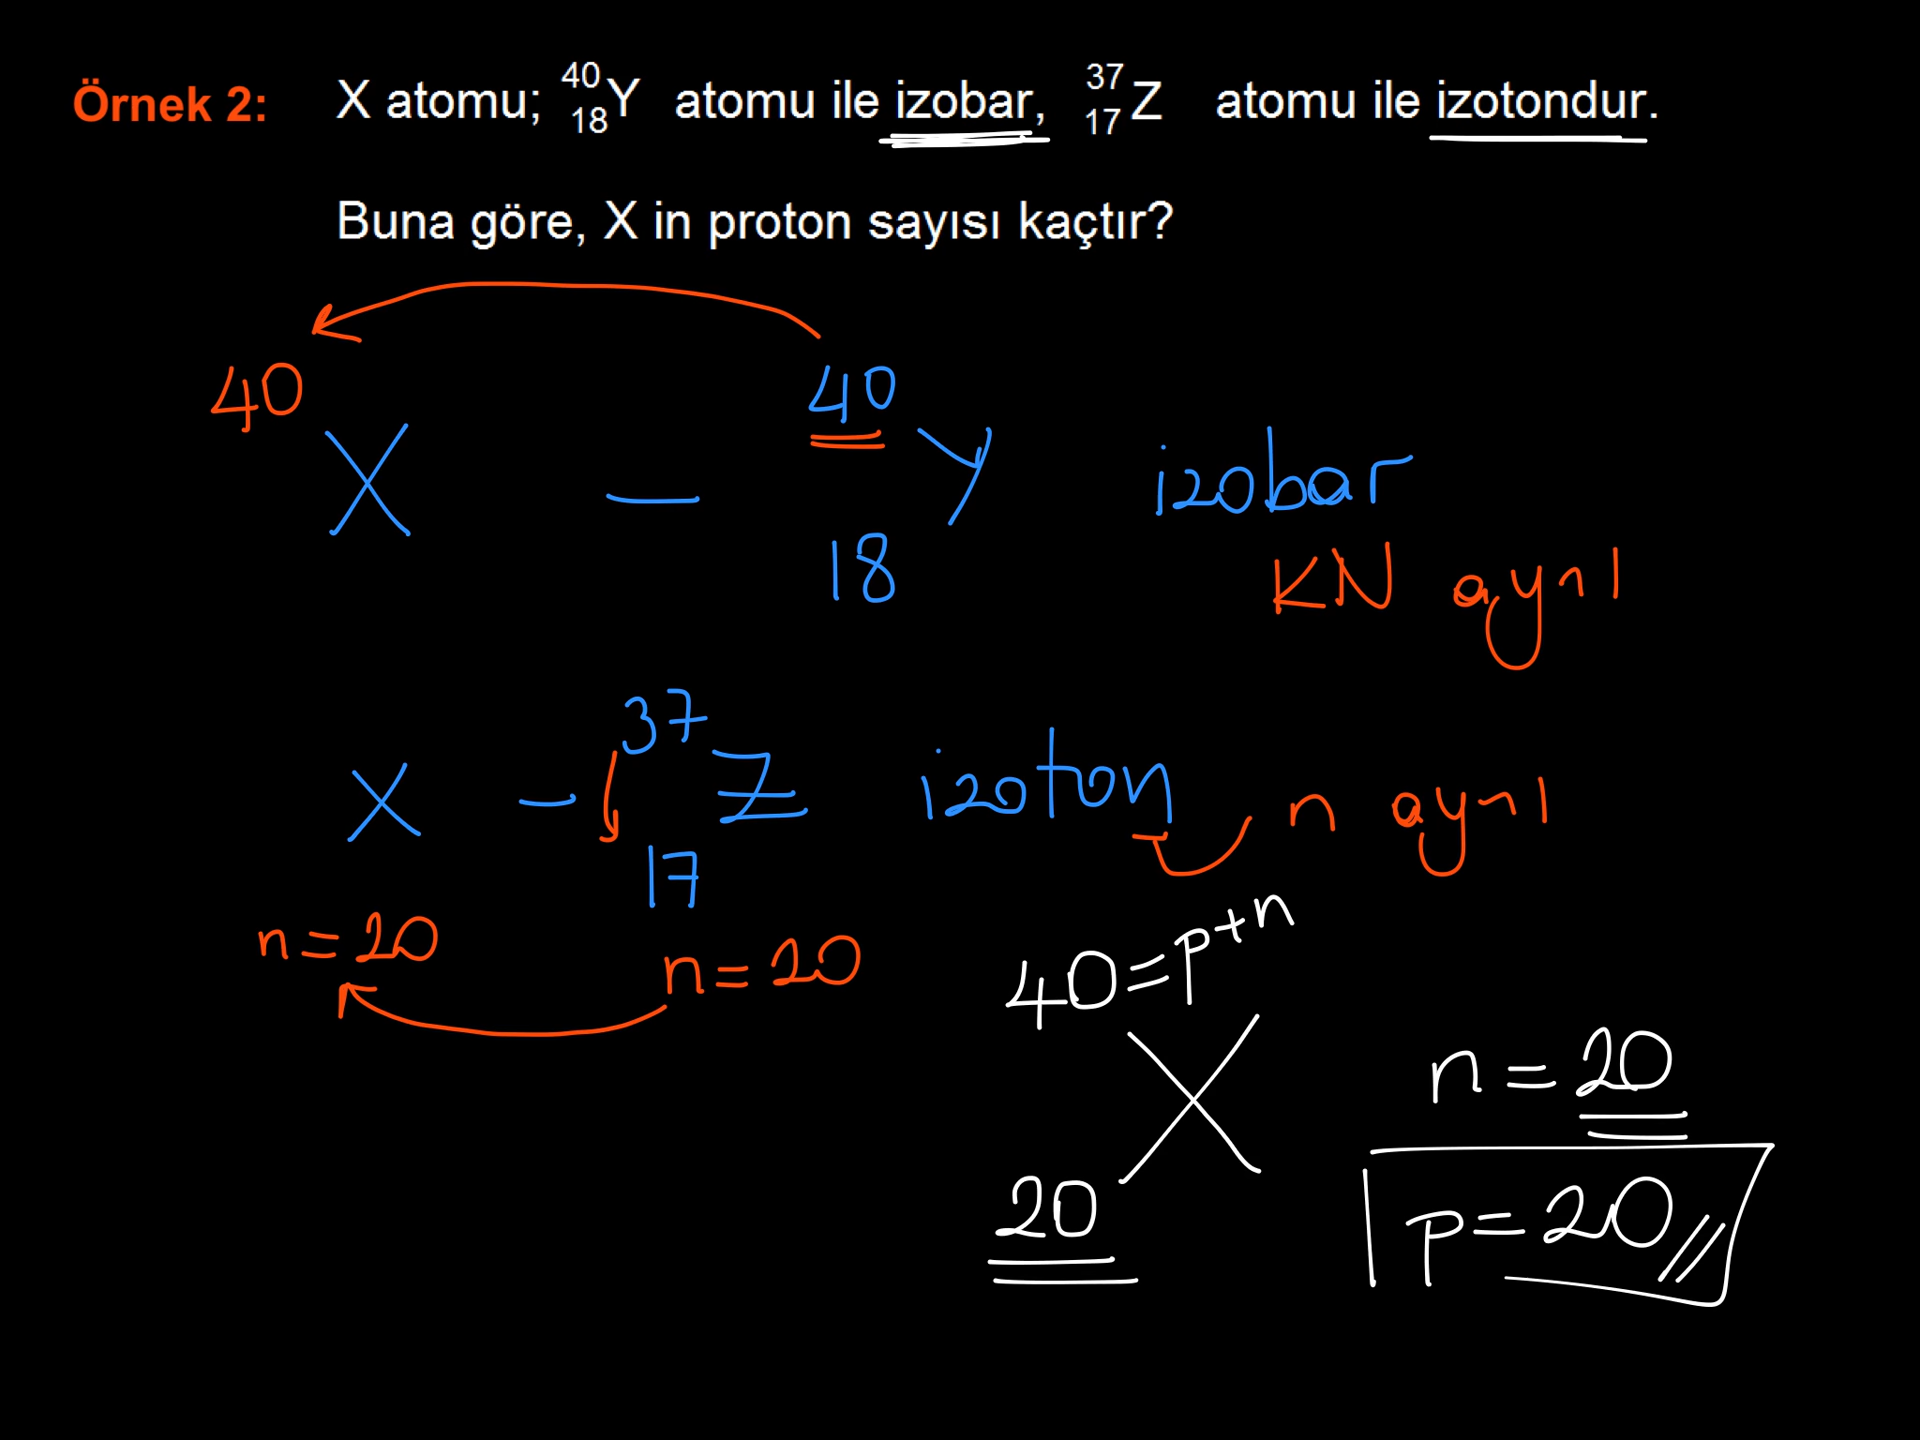 Örnek 2: X atomu; 40 18 Y atomu ile izobar, 37 17 Z atomu ile izotondur.
Buna göre, X in proton sayısı kaçtır?
40 X – 40 18 Y izobar
KN aynı
X – 37 17 Z izoton n aynı
n = 20 n = 20
40 = p + n
20 X
n = 20
p = 20